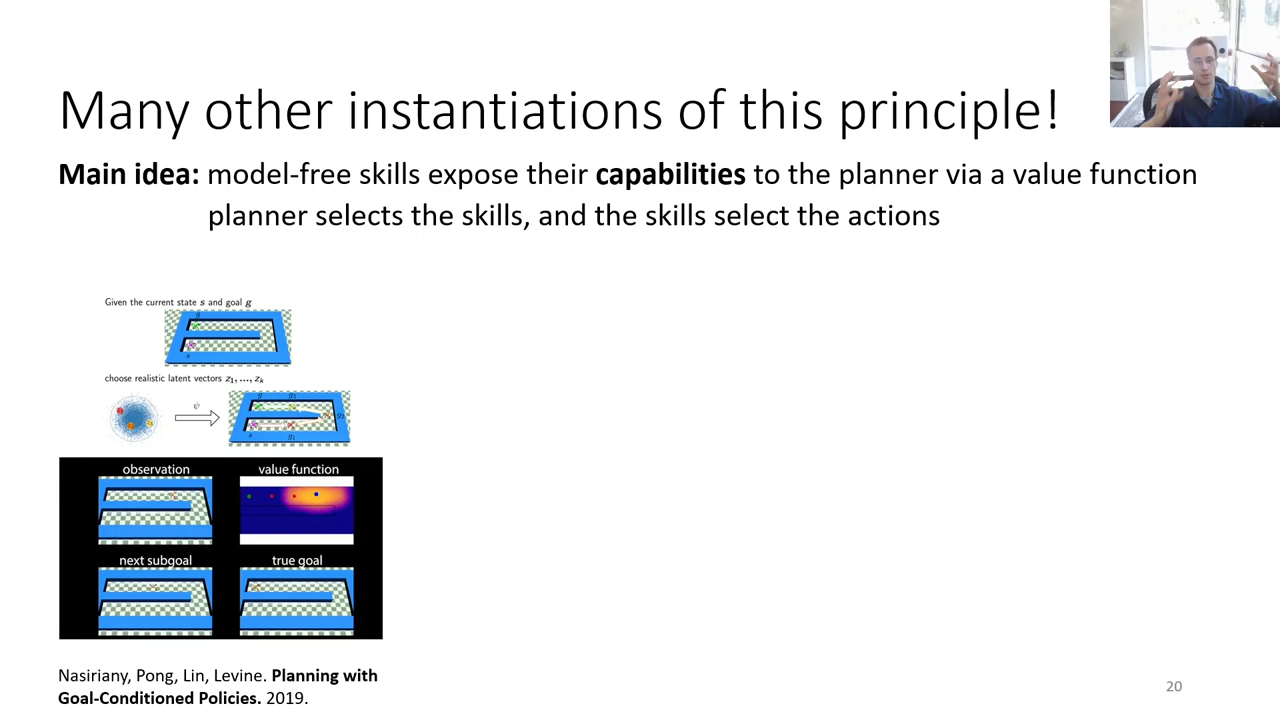 Many other instantiations of this principle!
Main idea: model-free skills expose their capabilities to the planner via a value function
planner selects the skills, and the skills select the actions
Given the current state s and goal g
g
s
choose realistic latent vectors z₁, ..., zₖ
ψ
g
g₃
g₂
s
g₁
observation
value function
next subgoal
true goal
Nasiriany, Pong, Lin, Levine. Planning with
Goal-Conditioned Policies. 2019.
20